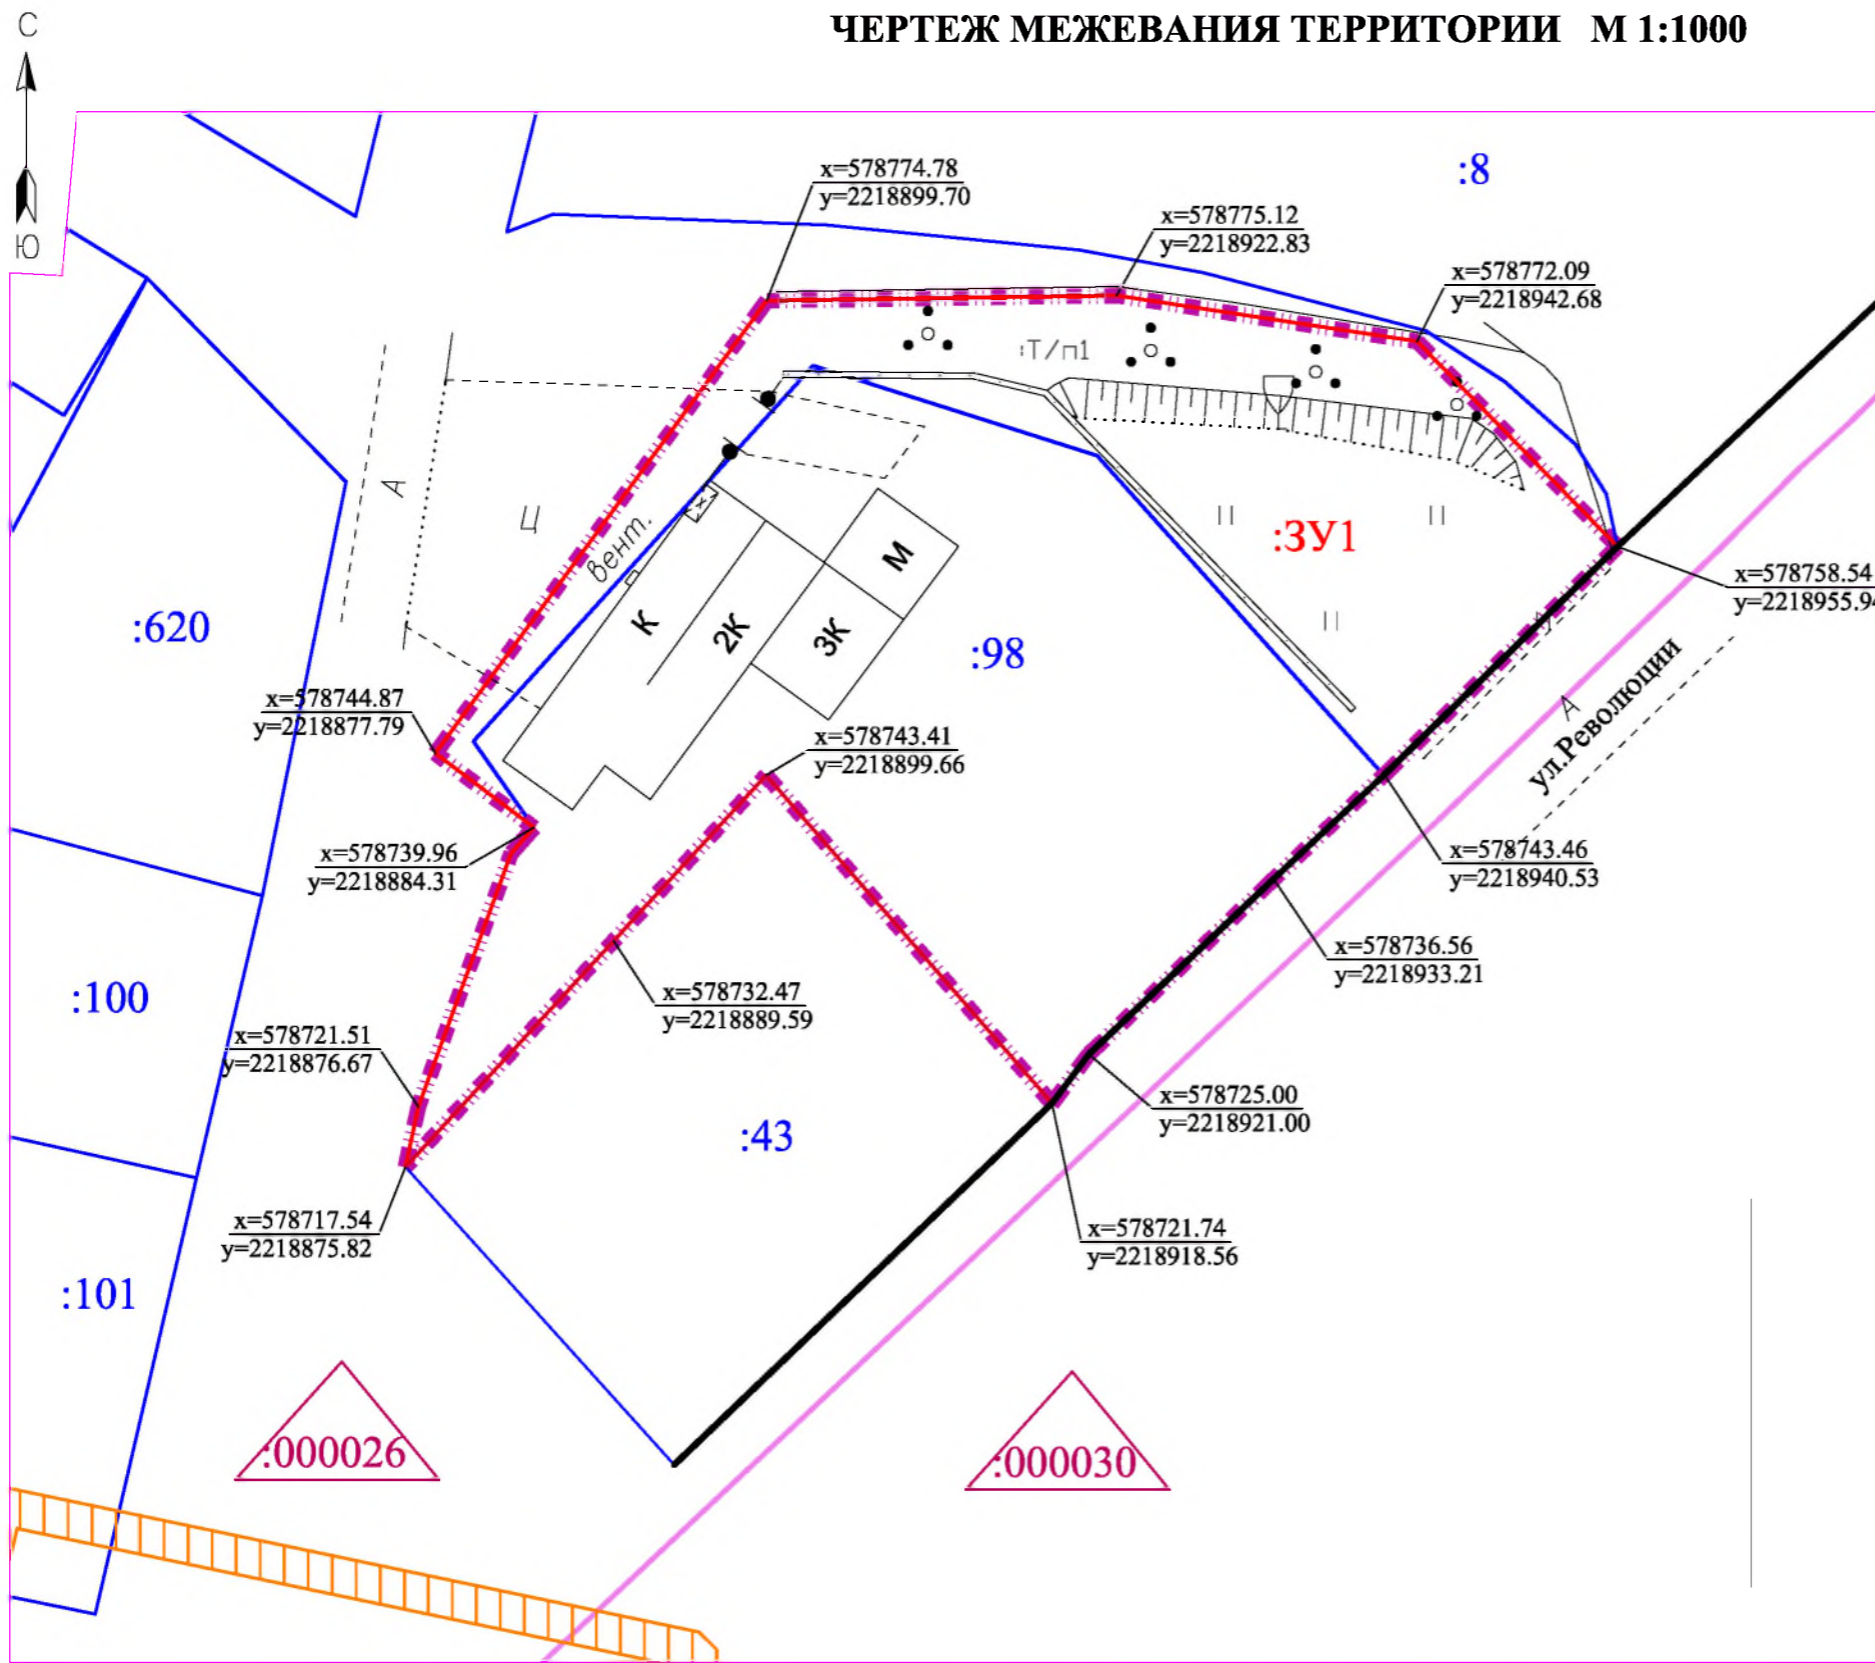 ЧЕРТЕЖ МЕЖЕВАНИЯ ТЕРРИТОРИИ М 1:1000
С
Ю
x=578774.78
y=2218899.70
:8
x=578775.12
y=2218922.83
x=578772.09
y=2218942.68
:Т/п1
А
Ц
вент.
:ЗУ1
x=578758.54
y=2218955.94
К
2К
3К
М
:620
:98
А
ул.Революции
x=578744.87
y=2218877.79
x=578743.41
y=2218899.66
x=578739.96
y=2218884.31
x=578743.46
y=2218940.53
x=578736.56
y=2218933.21
:100
x=578732.47
y=2218889.59
x=578721.51
y=2218876.67
x=578725.00
y=2218921.00
:43
x=578717.54
y=2218875.82
x=578721.74
y=2218918.56
:101
:000026
:000030